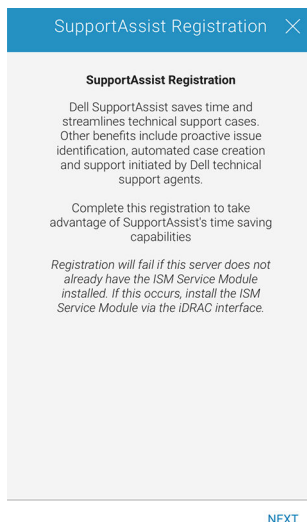 SupportAssist Registration
SupportAssist Registration
Dell SupportAssist saves time and
streamlines technical support cases.
Other benefits include proactive issue
identification, automated case creation
and support initiated by Dell technical
support agents.
Complete this registration to take
advantage of SupportAssist's time saving
capabilities
Registration will fail if this server does not
already have the ISM Service Module
installed. If this occurs, install the ISM
Service Module via the iDRAC interface.
NEXT